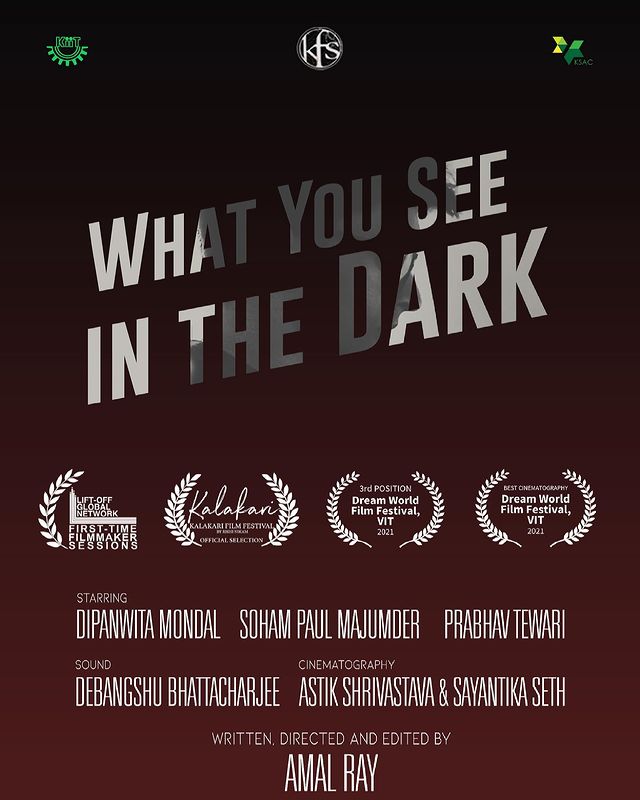 KIIT
kfs
KSAC
WHAT YOU SEE
IN THE DARK
LIFT-OFF
GLOBAL
NETWORK
FIRST-TIME
FILMMAKER
SESSIONS
Kalakari
KALAKARI FILM FESTIVAL
OFFICIAL SELECTION
3rd POSITION
Dream World
Film Festival,
VIT
2021
BEST CINEMATOGRAPHY
Dream World
Film Festival,
VIT
2021
STARRING
DIPANWITA MONDAL SOHAM PAUL MAJUMDER PRABHAV TEWARI
SOUND
DEBANGSHU BHATTACHARJEE
CINEMATOGRAPHY
ASTIK SHRIVASTAVA & SAYANTIKA SETH
WRITTEN, DIRECTED AND EDITED BY
AMAL RAY